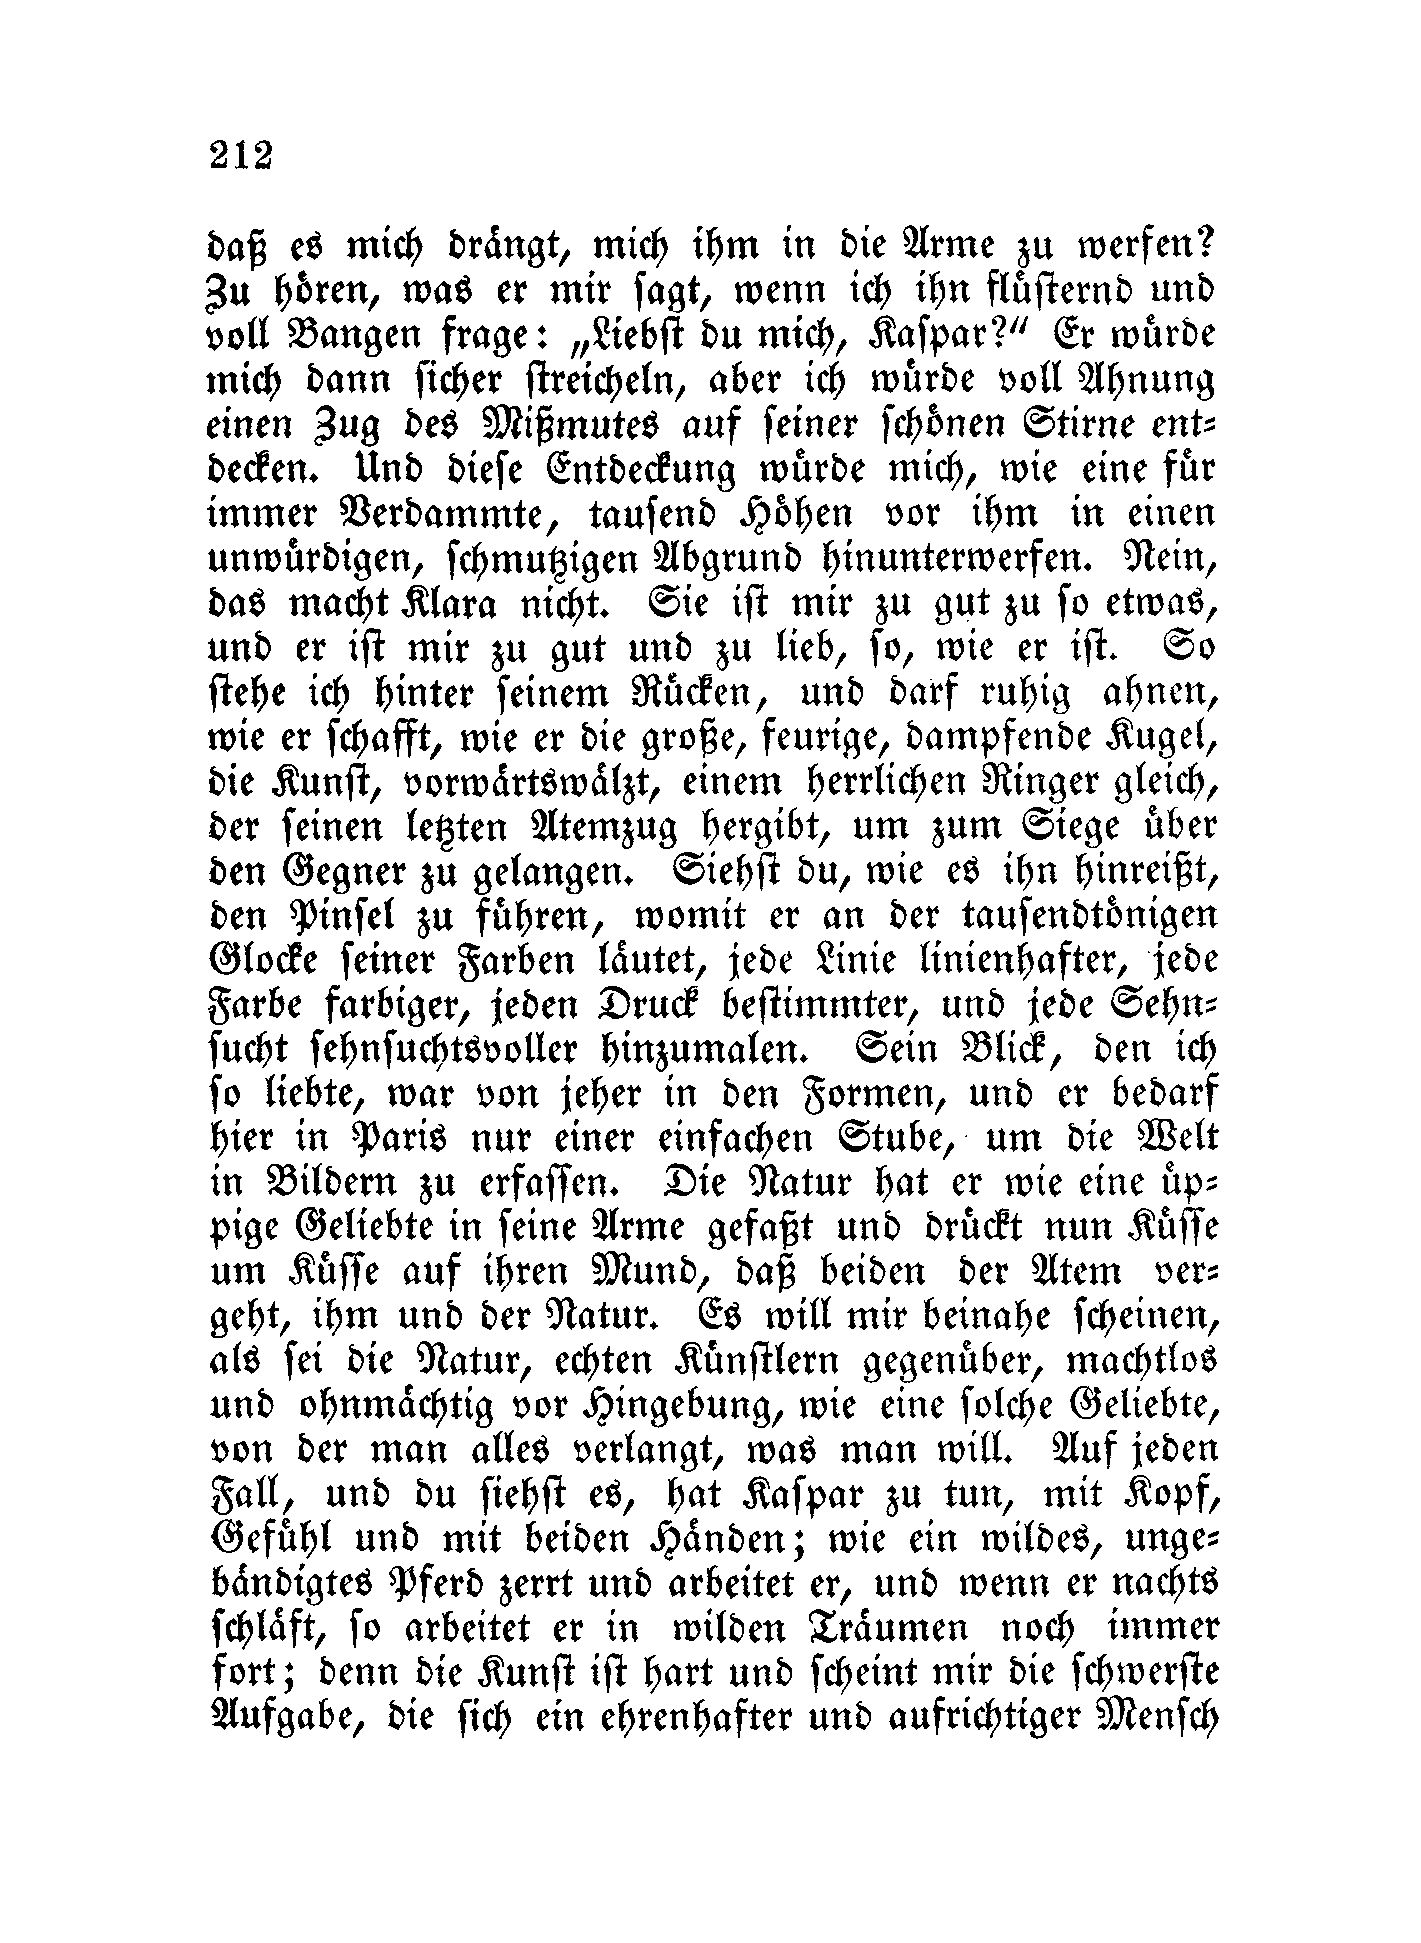 212
daß es mich drängt, mich ihm in die Arme zu werfen?
Zu hören, was er mir sagt, wenn ich ihn flüsternd und
voll Bangen frage: „Liebst du mich, Kaspar?“ Er würde
mich dann sicher streicheln, aber ich würde voll Ahnung
einen Zug des Mißmutes auf seiner schönen Stirne ent-
decken. Und diese Entdeckung würde mich, wie eine für
immer Verdammte, tausend Höhen vor ihm in einen
unwürdigen, schmutzigen Abgrund hinunterwerfen. Nein,
das macht Klara nicht. Sie ist mir zu gut zu so etwas,
und er ist mir zu gut und zu lieb, so, wie er ist. So
stehe ich hinter seinem Rücken, und darf ruhig ahnen,
wie er schafft, wie er die große, feurige, dampfende Kugel,
die Kunst, vorwärtswälzt, einem herrlichen Ringer gleich,
der seinen letzten Atemzug hergibt, um zum Siege über
den Gegner zu gelangen. Siehst du, wie es ihn hinreißt,
den Pinsel zu führen, womit er an der tausendtönigen
Glocke seiner Farben läutet, jede Linie linienhafter, jede
Farbe farbiger, jeden Druck bestimmter, und jede Sehn-
sucht sehnsuchtsvoller hinzumalen. Sein Blick, den ich
so liebte, war von jeher in den Formen, und er bedarf
hier in Paris nur einer einfachen Stube, um die Welt
in Bildern zu erfassen. Die Natur hat er wie eine üp-
pige Geliebte in seine Arme gefaßt und drückt nun Küsse
um Küsse auf ihren Mund, daß beiden der Atem ver-
geht, ihm und der Natur. Es will mir beinahe scheinen,
als sei die Natur, echten Künstlern gegenüber, machtlos
und ohnmächtig vor Hingebung, wie eine solche Geliebte,
von der man alles verlangt, was man will. Auf jeden
Fall, und du siehst es, hat Kaspar zu tun, mit Kopf,
Gefühl und mit beiden Händen; wie ein wildes, unge-
bändigtes Pferd zerrt und arbeitet er, und wenn er nachts
schläft, so arbeitet er in wilden Träumen noch immer
fort; denn die Kunst ist hart und scheint mir die schwerste
Aufgabe, die sich ein ehrenhafter und aufrichtiger Mensch